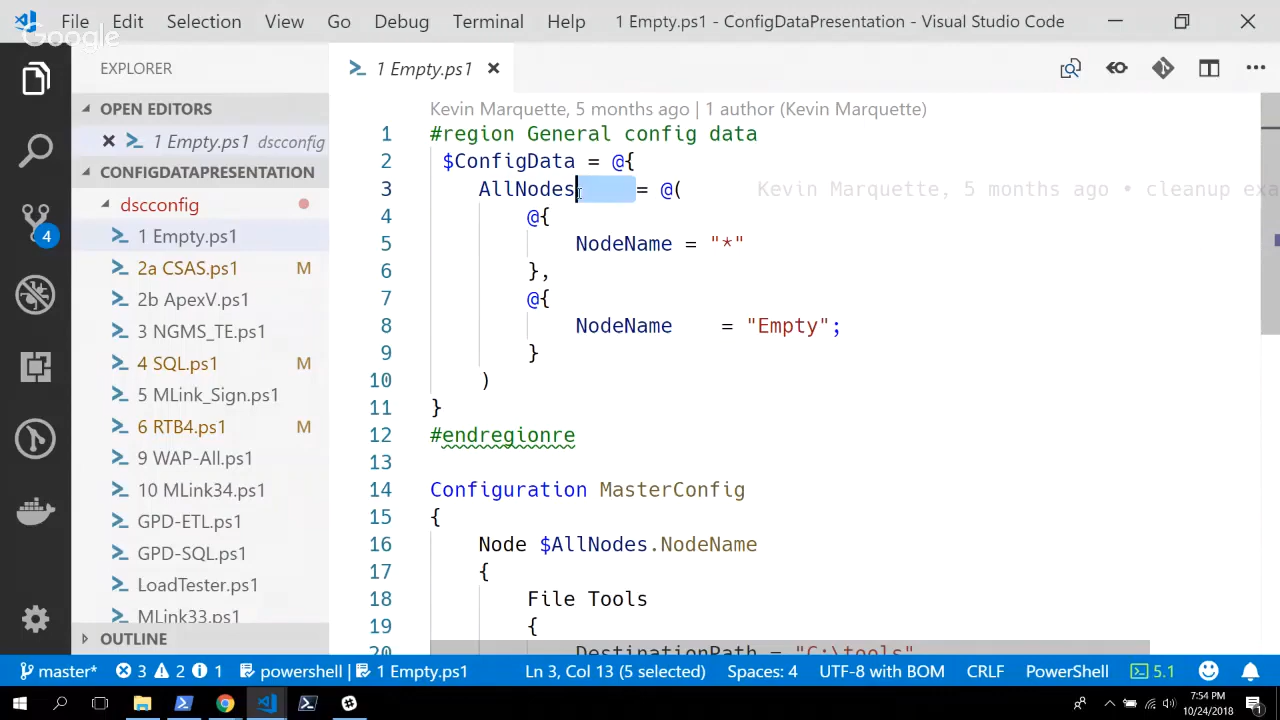 File Edit Selection View Go Debug Terminal Help 1 Empty.ps1 - ConfigDataPresentation - Visual Studio Code
Google
EXPLORER
OPEN EDITORS
1 Empty.ps1 dscconfig
CONFIGDATAPRESENTATION
dscconfig
1 Empty.ps1
2a CSAS.ps1 M
2b ApexV.ps1
3 NGMS_TE.ps1
4 SQL.ps1 M
5 MLink_Sign.ps1
6 RTB4.ps1 M
9 WAP-All.ps1
10 MLink34.ps1
GPD-ETL.ps1
GPD-SQL.ps1
LoadTester.ps1
MLink33.ps1
OUTLINE
4
1 Empty.ps1
Kevin Marquette, 5 months ago | 1 author (Kevin Marquette)
1 #region General config data
2 $ConfigData = @{
3 AllNodes = @( Kevin Marquette, 5 months ago • cleanup exa
4 @{
5 NodeName = "*"
6 },
7 @{
8 NodeName = "Empty";
9 }
10 )
11 }
12 #endregionre
13
14 Configuration MasterConfig
15 {
16 Node $AllNodes.NodeName
17 {
18 File Tools
19 {
20 DestinationPath = "C:\tools"
master* 3 2 1 powershell | 1 Empty.ps1 Ln 3, Col 13 (5 selected) Spaces: 4 UTF-8 with BOM CRLF PowerShell 5.1
7:54 PM
10/24/2018
1